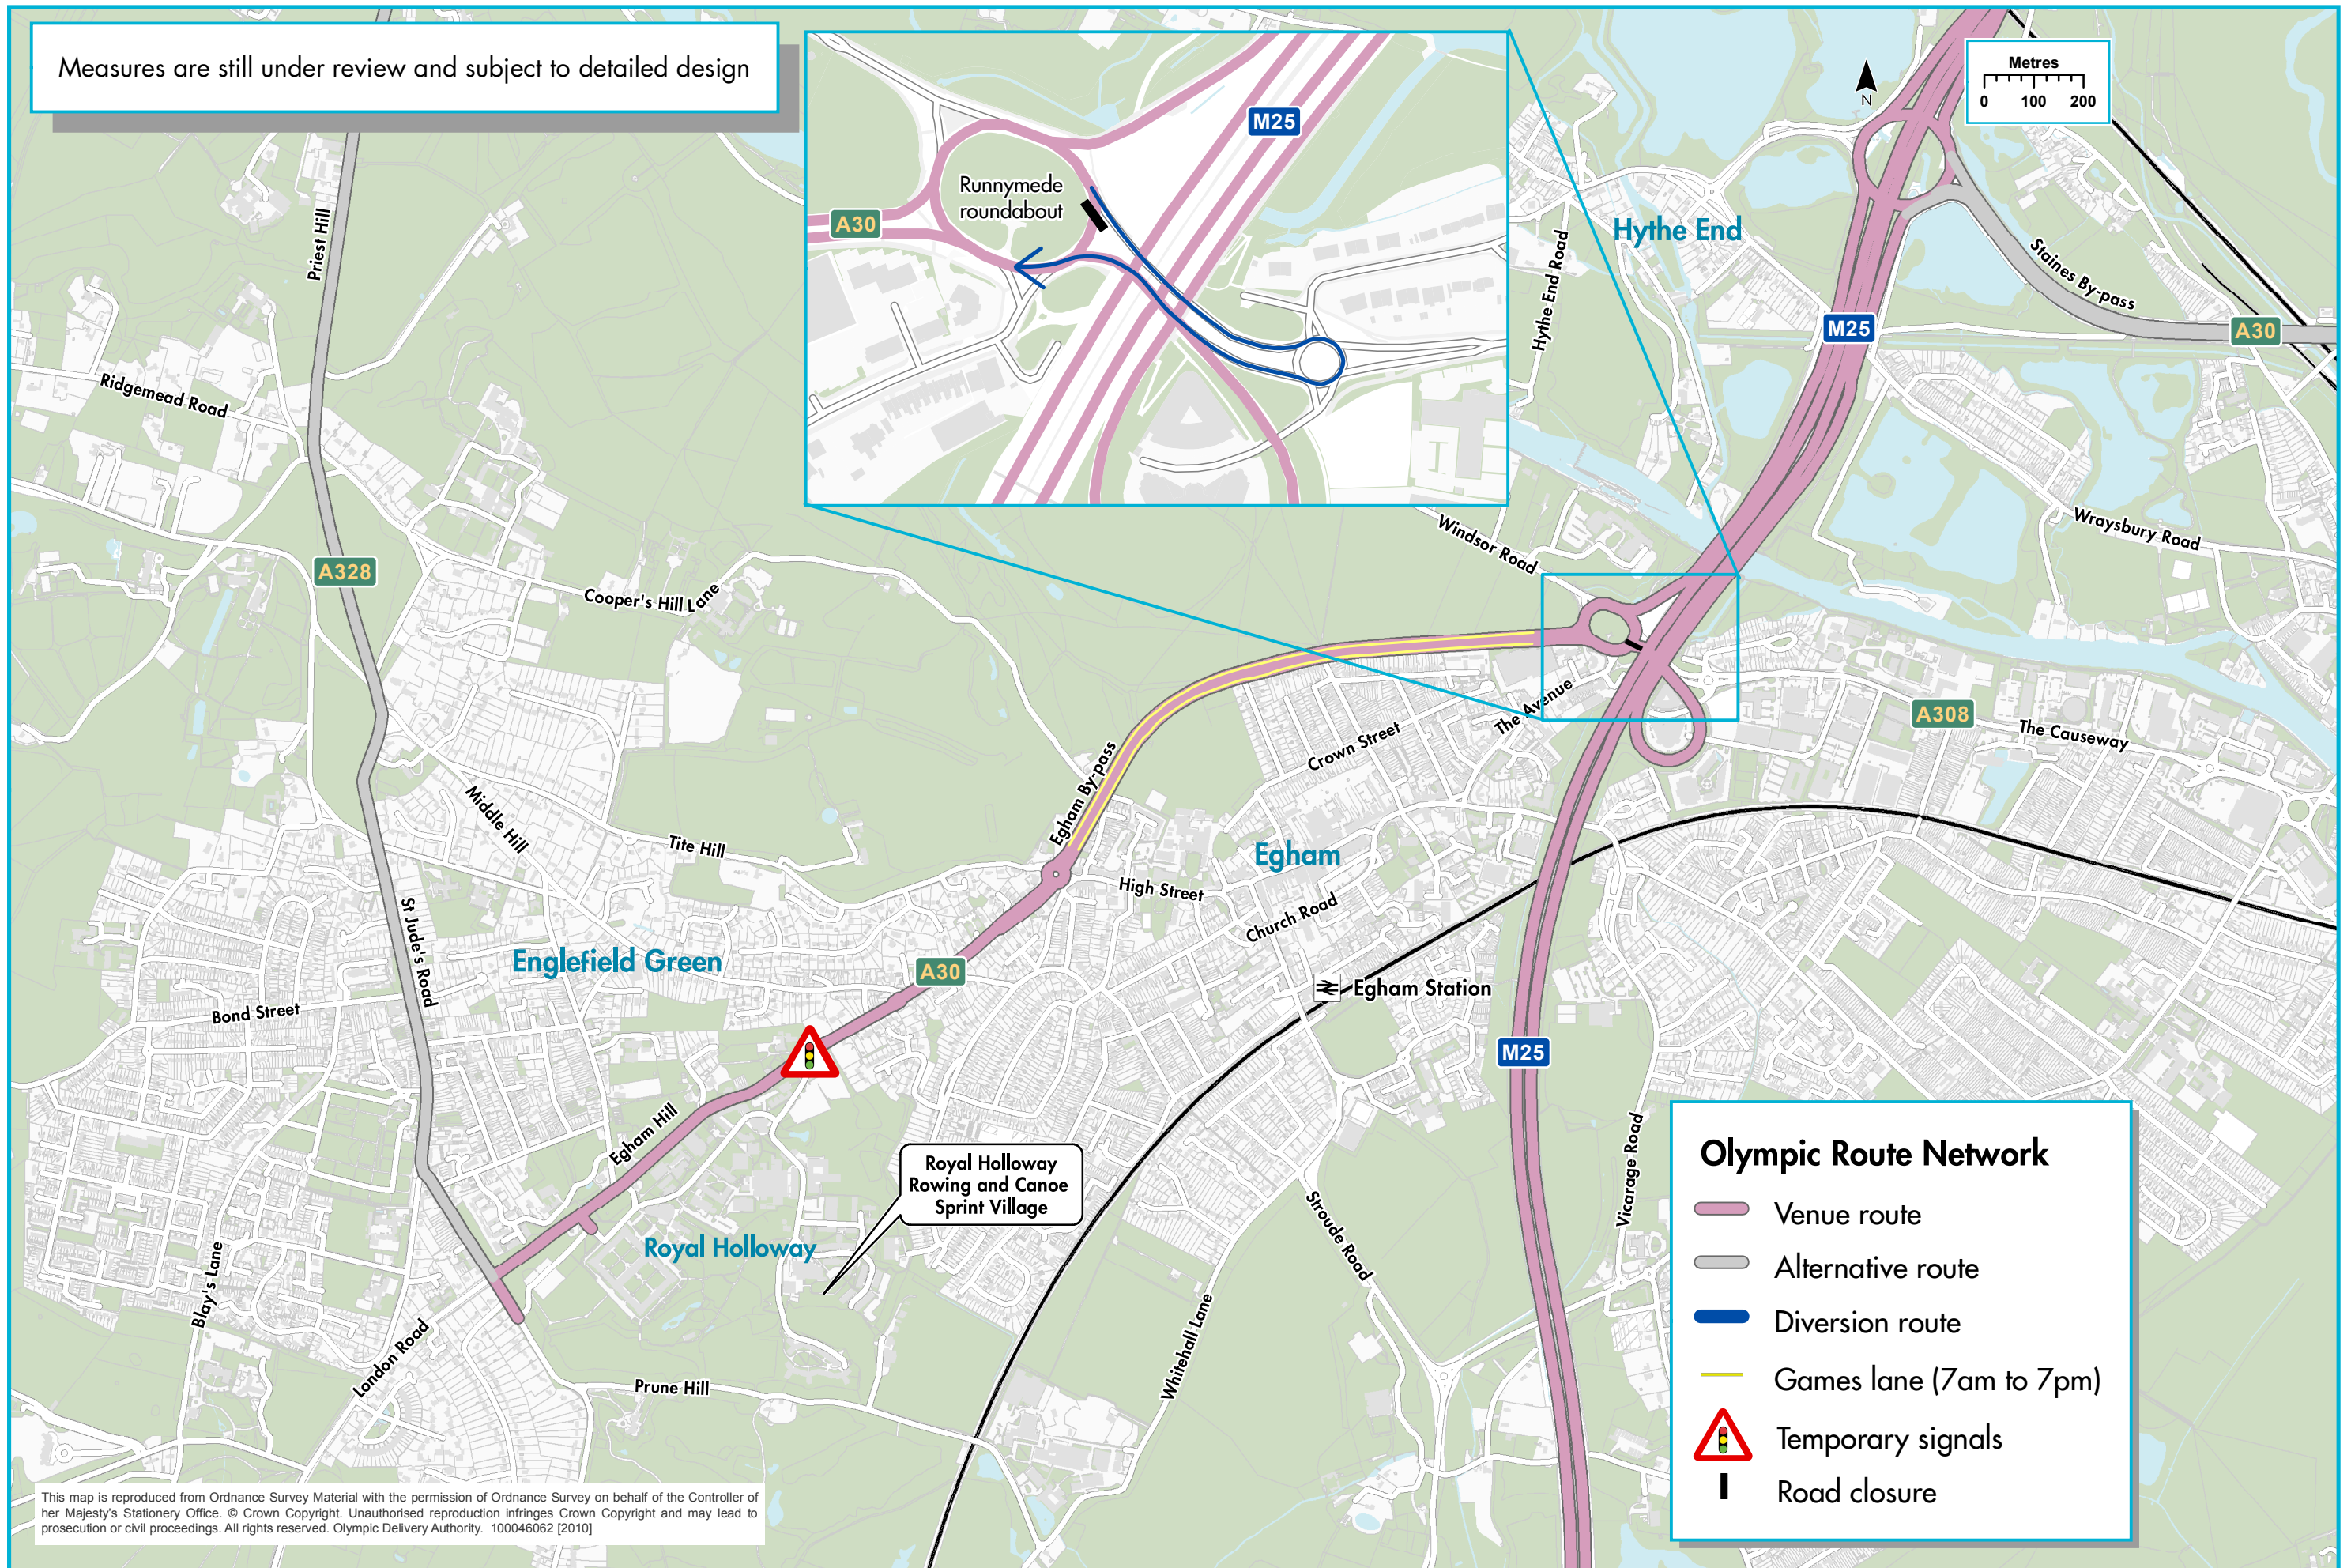 Measures are still under review and subject to detailed design
Metres
0 100 200
N
M25
Runnymede
roundabout
A30
Priest Hill
Hythe End
Hythe End Road
Staines By-pass
M25
A30
Ridgemead Road
Windsor Road
Wraysbury Road
A328
Cooper's Hill Lane
The Avenue
A308
The Causeway
Crown Street
Egham By-pass
Middle Hill
Tite Hill
Egham
High Street
Church Road
St Jude's Road
Englefield Green
A30
Egham Station
Bond Street
M25
Egham Hill
Royal Holloway
Rowing and Canoe
Sprint Village
Vicarage Road
Stroude Road
Royal Holloway
Blay's Lane
London Road
Whitehall Lane
Prune Hill
Olympic Route Network
Venue route
Alternative route
Diversion route
Games lane (7am to 7pm)
Temporary signals
Road closure
This map is reproduced from Ordnance Survey Material with the permission of Ordnance Survey on behalf of the Controller of
her Majesty's Stationery Office. © Crown Copyright. Unauthorised reproduction infringes Crown Copyright and may lead to
prosecution or civil proceedings. All rights reserved. Olympic Delivery Authority. 100046062 [2010]